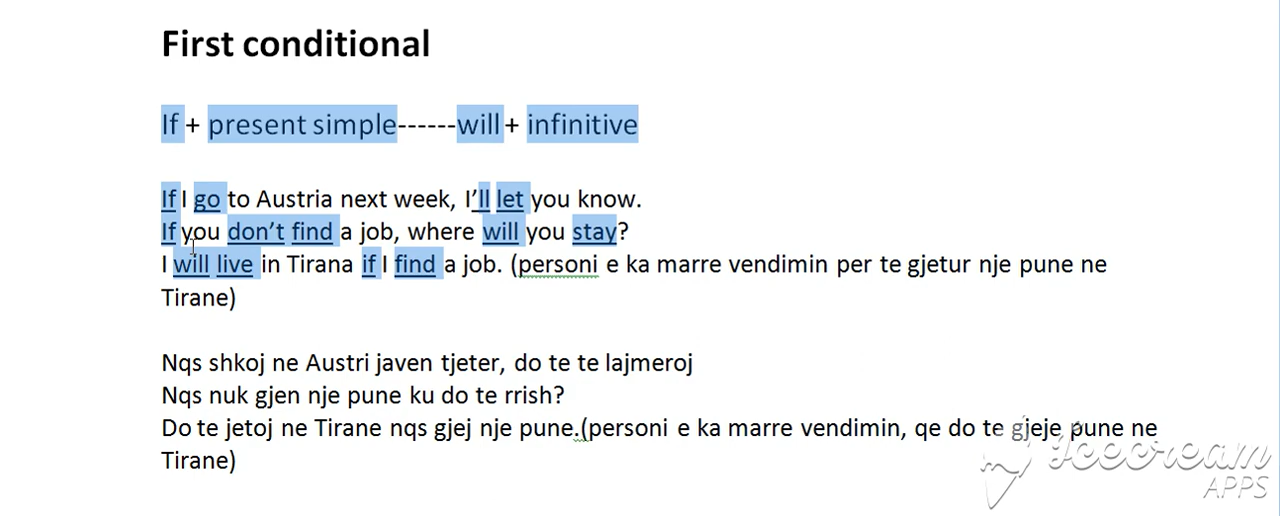 First conditional
If + present simple------will + infinitive
If I go to Austria next week, I’ll let you know.
If you don’t find a job, where will you stay?
I will live in Tirana if I find a job. (personi e ka marre vendimin per te gjetur nje pune ne
Tirane)
Nqs shkoj ne Austri javen tjeter, do te te lajmeroj
Nqs nuk gjen nje pune ku do te rrish?
Do te jetoj ne Tirane nqs gjej nje pune.(personi e ka marre vendimin, qe do te gjeje pune ne
Tirane)
Icecream
APPS